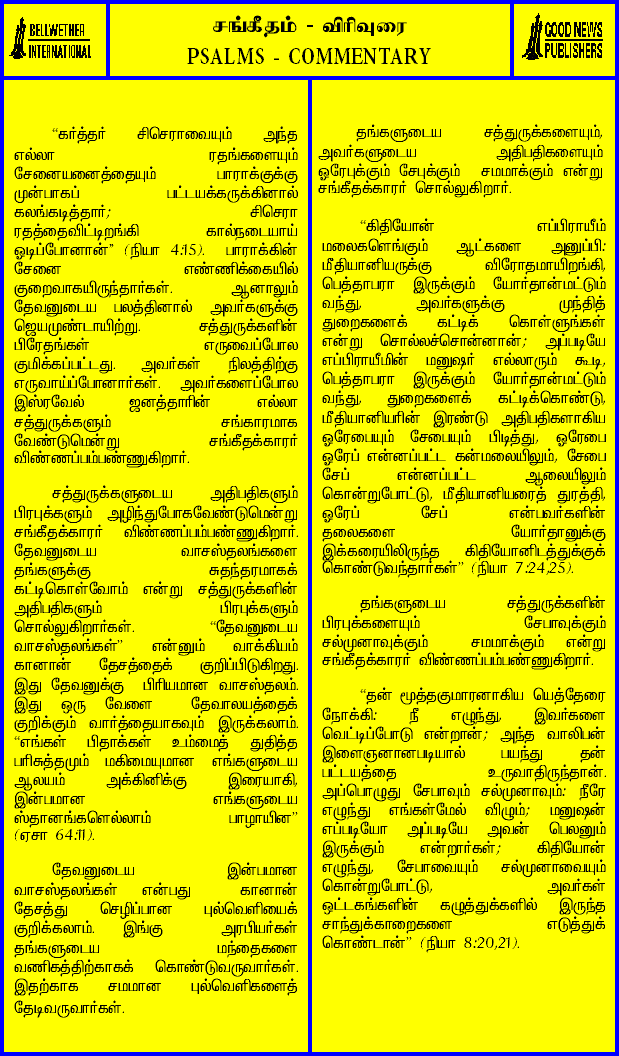 BELLWETHER
INTERNATIONAL
சங்கீதம் - விரிவுரை
PSALMS - COMMENTARY
GOOD NEWS
PUBLISHERS
“கர்த்தர் சிசெராவையும் அந்த
எல்லா ரதங்களையும்
சேனையனைத்தையும் பாராக்குக்கு
முன்பாகப் பட்டயக்கருக்கினால்
கலங்கடித்தார்; சிசெரா
ரதத்தைவிட்டிறங்கி கால்நடையாய்
ஓடிப்போனான்” (நியா 4:15). பாராக்கின்
சேனை எண்ணிக்கையில்
குறைவாகயிருந்தார்கள். ஆனாலும்
தேவனுடைய பலத்தினால் அவர்களுக்கு
ஜெயமுண்டாயிற்று. சத்துருக்களின்
பிரேதங்கள் எருவைப்போல
குமிக்கப்பட்டது. அவர்கள் நிலத்திற்கு
எருவாய்ப்போனார்கள். அவர்களைப்போல
இஸ்ரவேல் ஜனத்தாரின் எல்லா
சத்துருக்களும் சங்காரமாக
வேண்டுமென்று சங்கீதக்காரர்
விண்ணப்பம்பண்ணுகிறார்.
சத்துருக்களுடைய அதிபதிகளும்
பிரபுக்களும் அழிந்துபோகவேண்டுமென்று
சங்கீதக்காரர் விண்ணப்பம்பண்ணுகிறார்.
தேவனுடைய வாசஸ்தலங்களை
தங்களுக்கு சுதந்தரமாகக்
கட்டிகொள்வோம் என்று சத்துருக்களின்
அதிபதிகளும் பிரபுக்களும்
சொல்லுகிறார்கள். “தேவனுடைய
வாசஸ்தலங்கள்” என்னும் வாக்கியம்
கானான் தேசத்தைக் குறிப்பிடுகிறது.
இது தேவனுக்கு பிரியமான வாசஸ்தலம்.
இது ஒரு வேளை தேவாலயத்தைக்
குறிக்கும் வார்த்தையாகவும் இருக்கலாம்.
“எங்கள் பிதாக்கள் உம்மைத் துதித்த
பரிசுத்தமும் மகிமையுமான எங்களுடைய
ஆலயம் அக்கினிக்கு இரையாகி,
இன்பமான எங்களுடைய
ஸ்தானங்களெல்லாம் பாழாயின”
(ஏசா 64:11).
தேவனுடைய இன்பமான
வாசஸ்தலங்கள் என்பது கானான்
தேசத்து செழிப்பான புல்வெளியைக்
குறிக்கலாம். இங்கு அரபியர்கள்
தங்களுடைய மந்தைகளை
வணிகத்திற்காகக் கொண்டுவருவார்கள்.
இதற்காக சமமான புல்வெளிகளைத்
தேடிவருவார்கள்.
தங்களுடைய சத்துருக்களையும்,
அவர்களுடைய அதிபதிகளையும்
ஓரேபுக்கும் சேபுக்கும் சமமாக்கும் என்று
சங்கீதக்காரர் சொல்லுகிறார்.
“கிதியோன் எப்பிராயீம்
மலைகளெங்கும் ஆட்களை அனுப்பி:
மீதியானியருக்கு விரோதமாயிறங்கி,
பெத்தாபரா இருக்கும் யோர்தான்மட்டும்
வந்து, அவர்களுக்கு முந்தித்
துறைகளைக் கட்டிக் கொள்ளுங்கள்
என்று சொல்லச்சொன்னான்; அப்படியே
எப்பிராயீமின் மனுஷர் எல்லாரும் கூடி,
பெத்தாபரா இருக்கும் யோர்தான்மட்டும்
வந்து, துறைகளைக் கட்டிக்கொண்டு,
மீதியானியரின் இரண்டு அதிபதிகளாகிய
ஓரேபையும் சேபையும் பிடித்து, ஓரேபை
ஓரேப் என்னப்பட்ட கன்மலையிலும், சேபை
சேப் என்னப்பட்ட ஆலையிலும்
கொன்றுபோட்டு, மீதியானியரைத் துரத்தி,
ஓரேப் சேப் என்பவர்களின்
தலைகளை யோர்தானுக்கு
இக்கரையிலிருந்த கிதியோனிடத்துக்குக்
கொண்டுவந்தார்கள்” (நியா 7:24,25).
தங்களுடைய சத்துருக்களின்
பிரபுக்களையும் சேபாவுக்கும்
சல்முனாவுக்கும் சமமாக்கும் என்று
சங்கீதக்காரர் விண்ணப்பம்பண்ணுகிறார்.
“தன் மூத்தகுமாரனாகிய யெத்தேரை
நோக்கி: நீ எழுந்து, இவர்களை
வெட்டிப்போடு என்றான்; அந்த வாலிபன்
இளைஞனானபடியால் பயந்து தன்
பட்டயத்தை உருவாதிருந்தான்.
அப்பொழுது சேபாவும் சல்முனாவும்: நீரே
எழுந்து எங்கள்மேல் விழும்; மனுஷன்
எப்படியோ அப்படியே அவன் பெலனும்
இருக்கும் என்றார்கள்; கிதியோன்
எழுந்து, சேபாவையும் சல்முனாவையும்
கொன்றுபோட்டு, அவர்கள்
ஒட்டகங்களின் கழுத்துக்களில் இருந்த
சாந்துக்காறைகளை எடுத்துக்
கொண்டான்” (நியா 8:20,21).